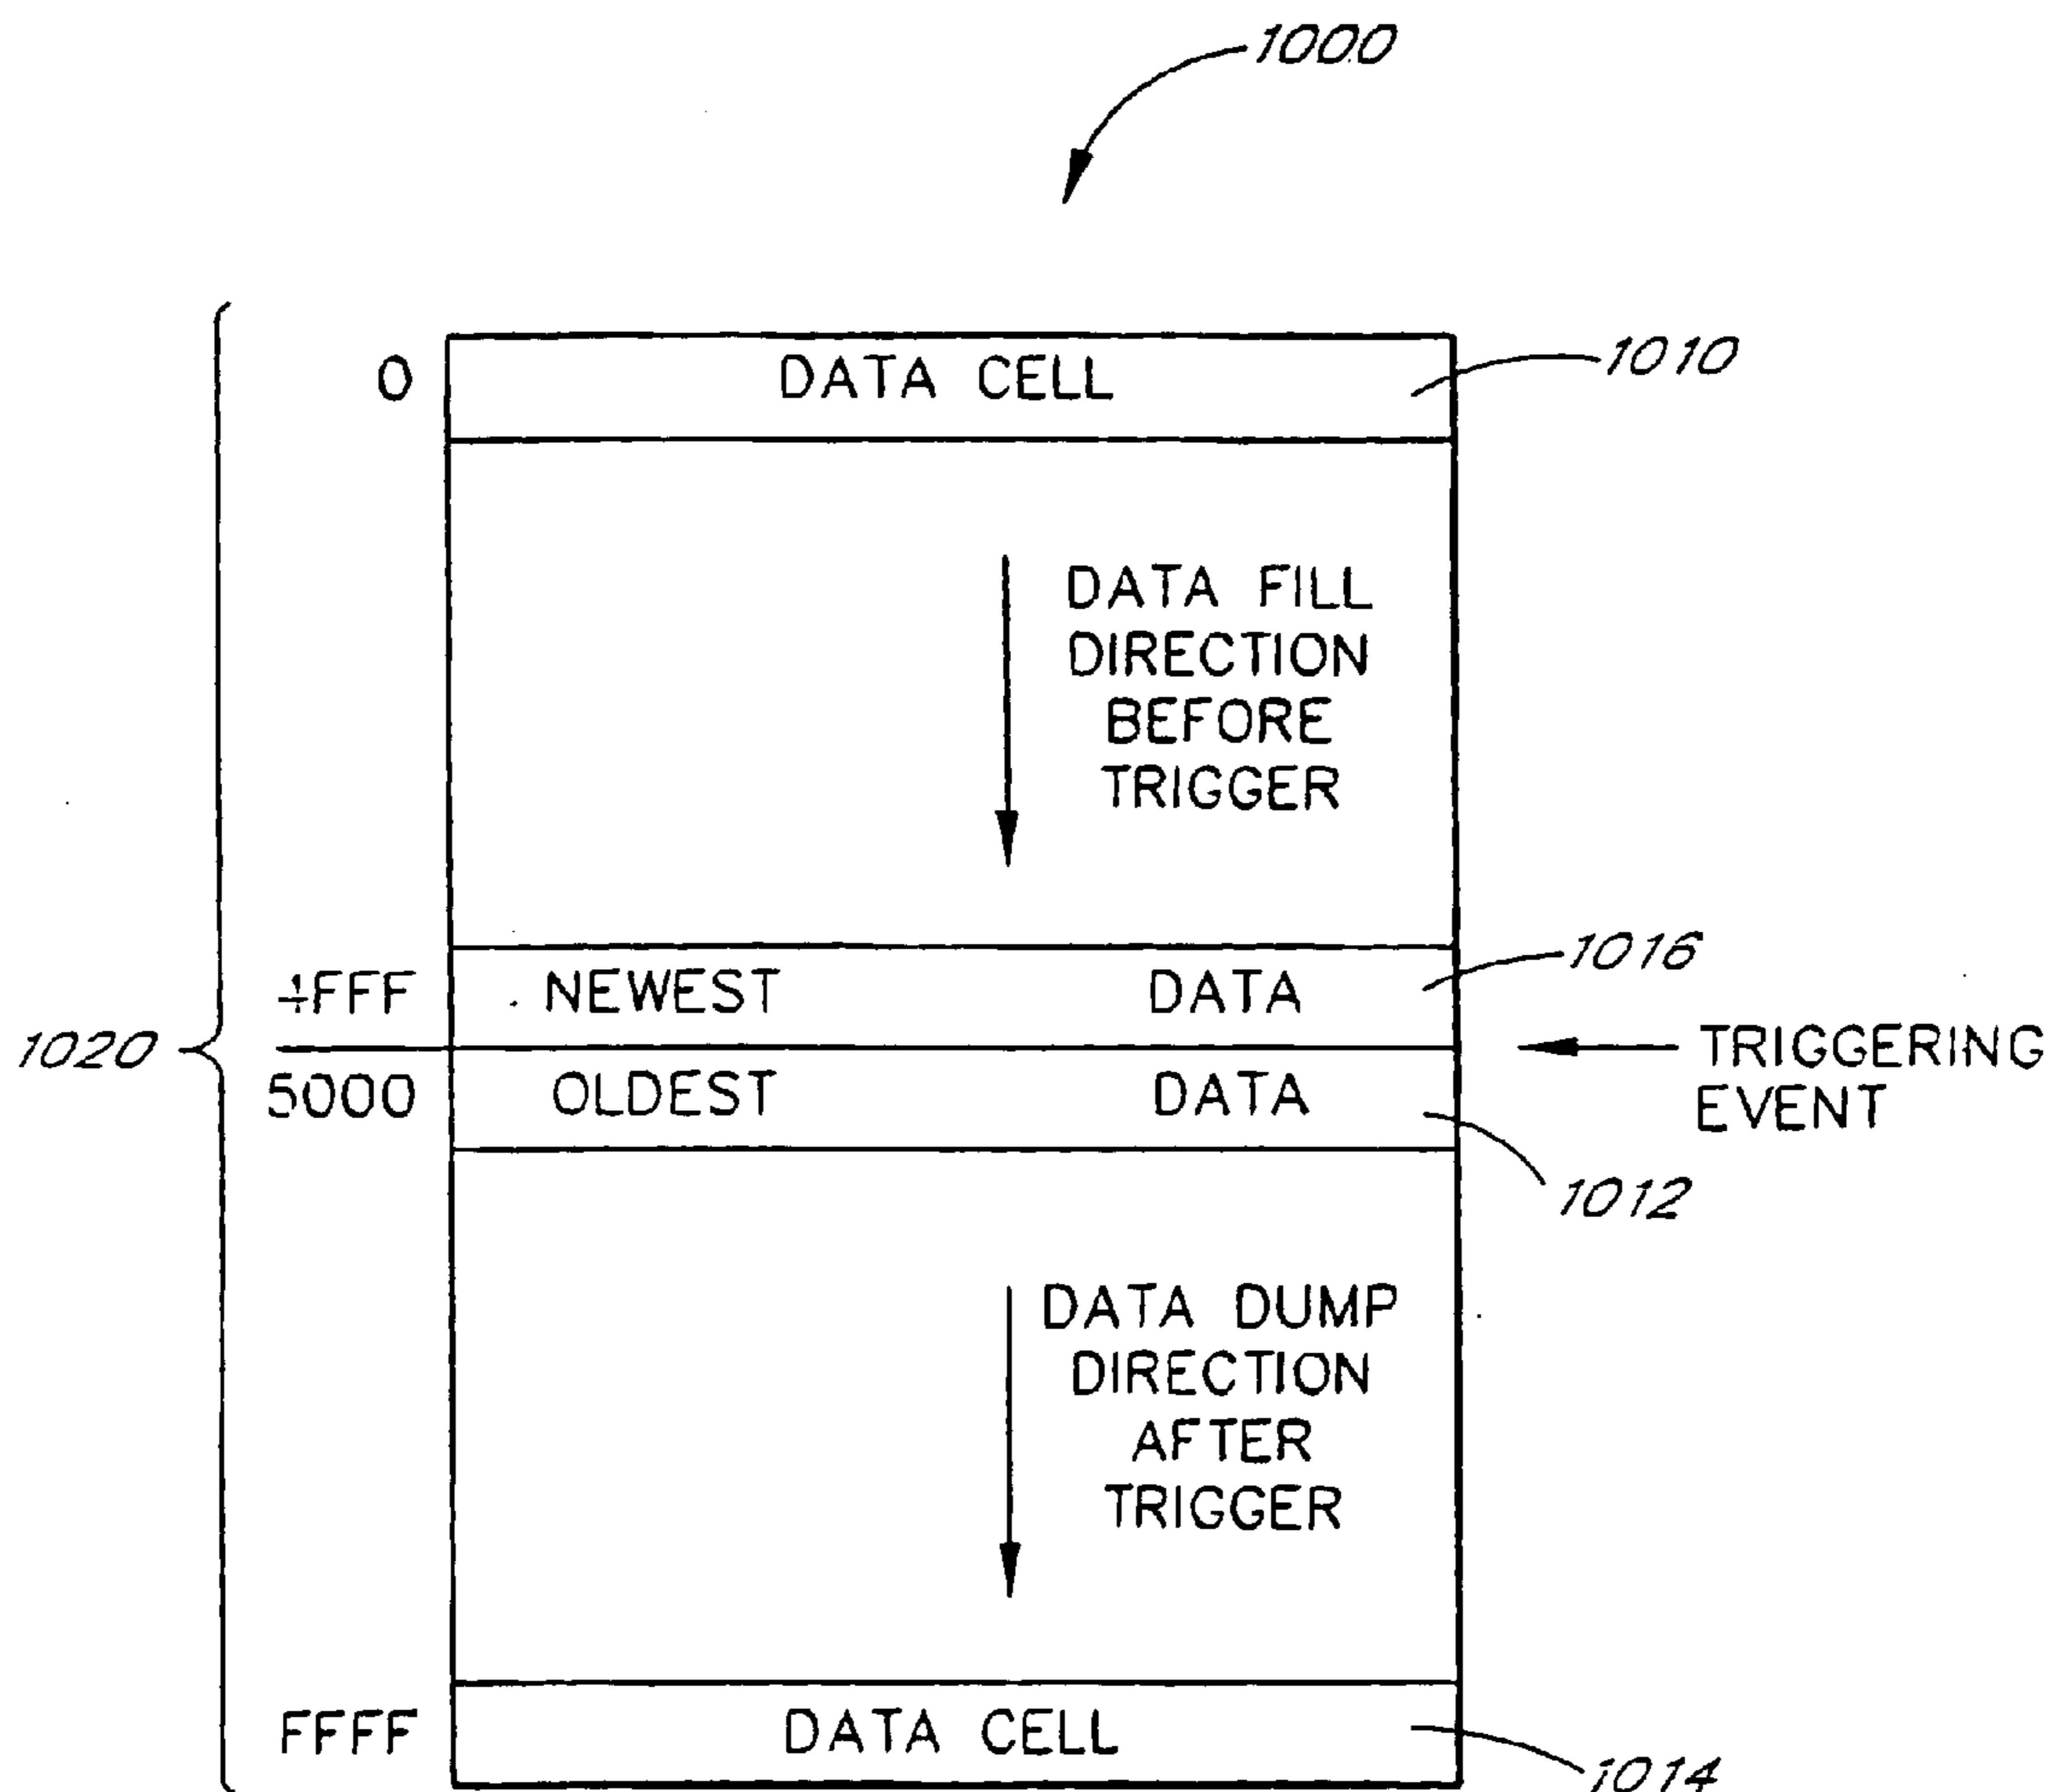 1000
0 DATA CELL 1010
DATA FILL
DIRECTION
BEFORE
TRIGGER
4FFF NEWEST DATA 1016
1020
TRIGGERING
EVENT
5000 OLDEST DATA
1012
DATA DUMP
DIRECTION
AFTER
TRIGGER
FFFF DATA CELL
1014